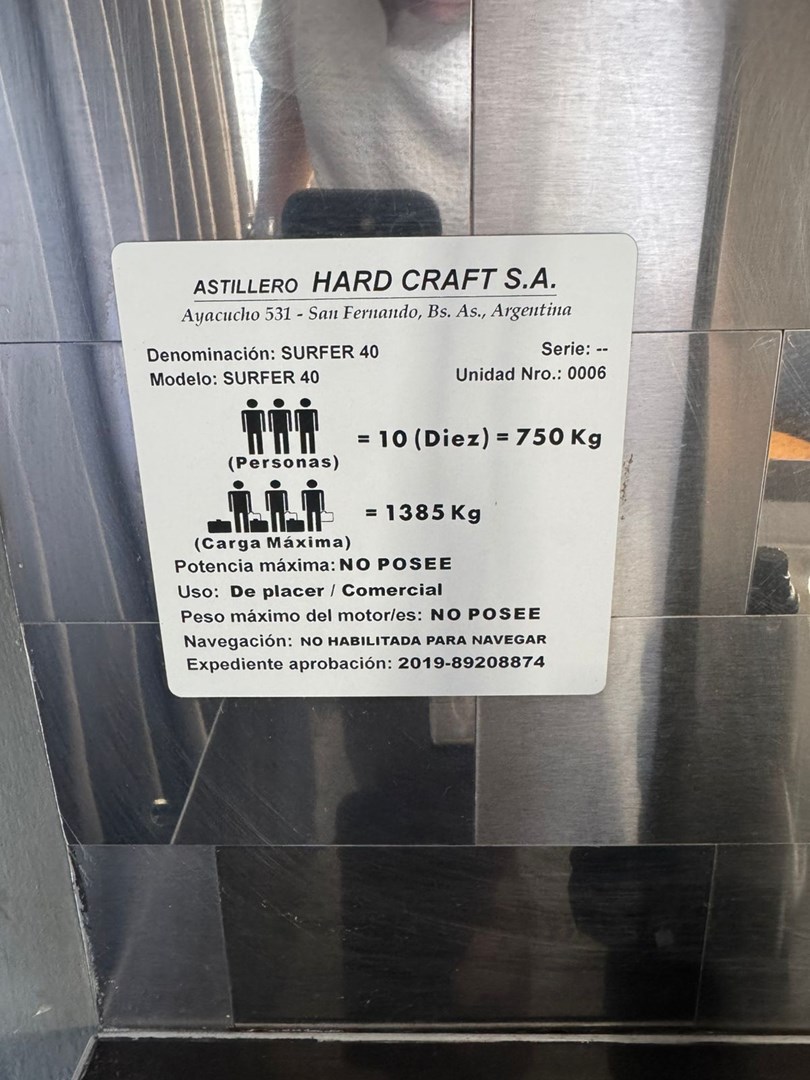 ASTILLERO HARD CRAFT S.A.
Ayacucho 531 - San Fernando, Bs. As., Argentina
Denominación: SURFER 40 Serie: --
Modelo: SURFER 40 Unidad Nro.: 0006
= 10 (Diez) = 750 Kg
(Personas)
= 1385 Kg
(Carga Máxima)
Potencia máxima: NO POSEE
Uso: De placer / Comercial
Peso máximo del motor/es: NO POSEE
Navegación: NO HABILITADA PARA NAVEGAR
Expediente aprobación: 2019-89208874